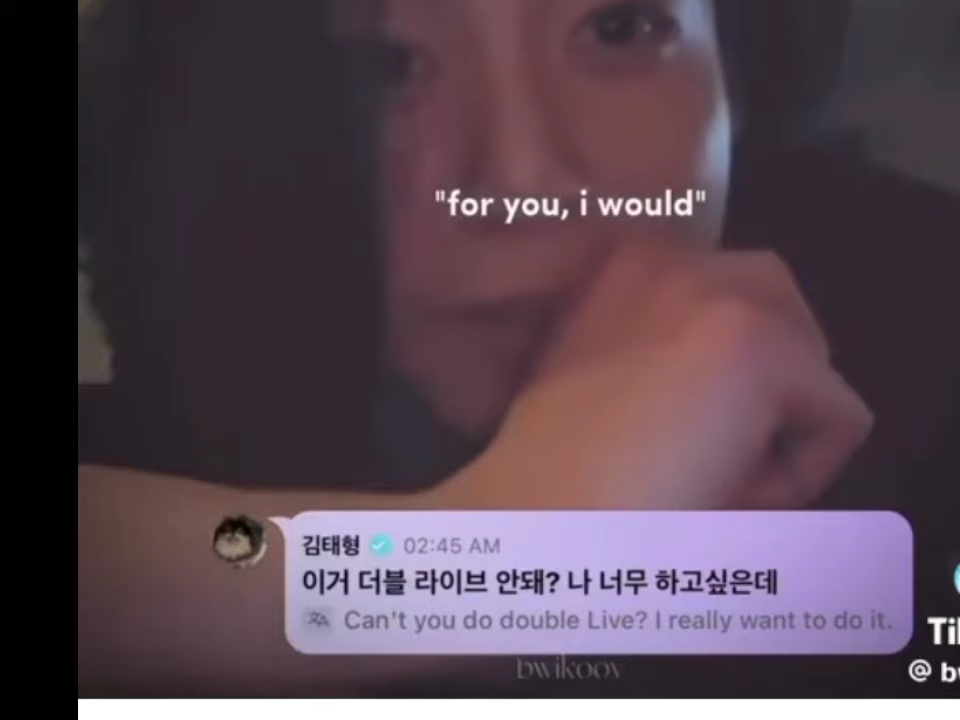 "for you, i would"
김태형 02:45 AM
이거 더블 라이브 안돼? 나 너무 하고싶은데
Can't you do double Live? I really want to do it.
bwikoov
Ti
@ b